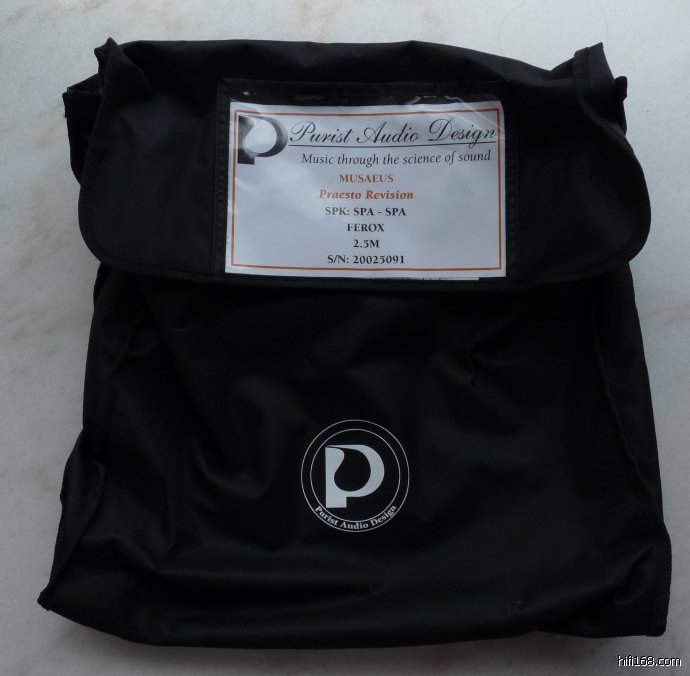 Purist Audio Design
Music through the science of sound
MUSAEUS
Praesto Revision
SPK: SPA - SPA
FEROX
2.5M
S/N: 20025091
P
Purist Audio Design
hifi168.com